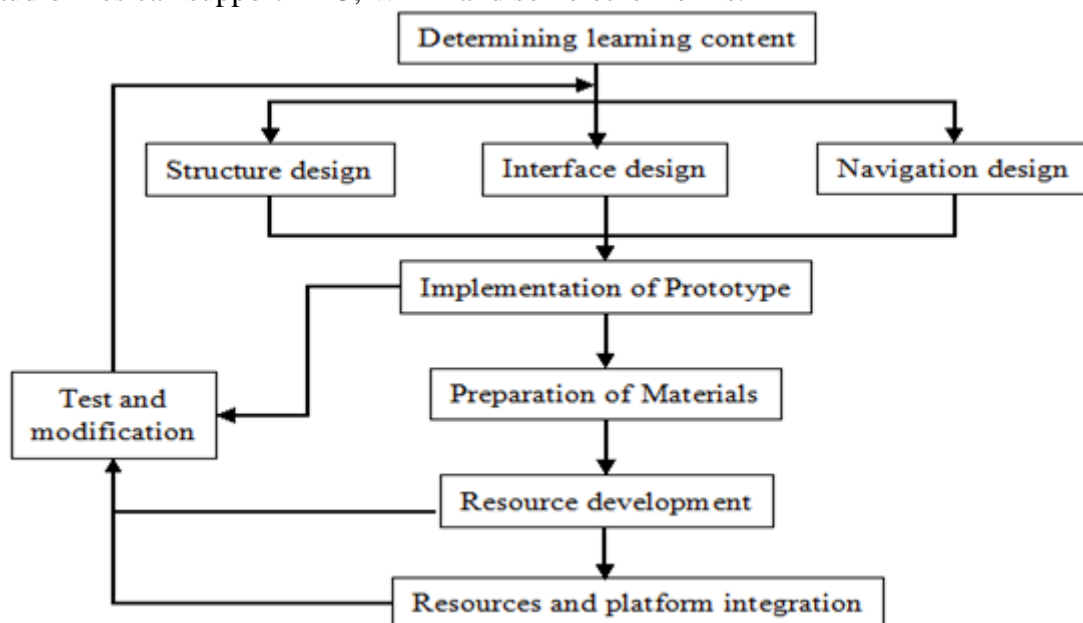 Determining learning content
Structure design
Interface design
Navigation design
Implementation of Prototype
Preparation of Materials
Test and
modification
Resource development
Resources and platform integration